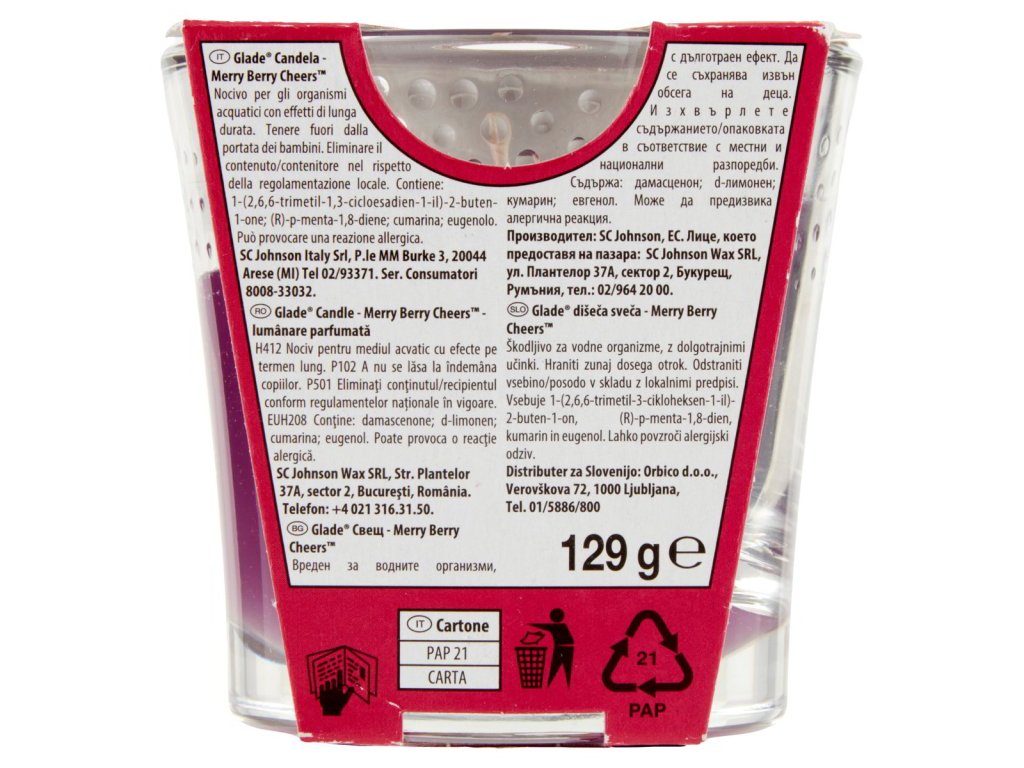 IT Glade® Candela -
Merry Berry Cheers™
Nocivo per gli organismi
acquatici con effetti di lunga
durata. Tenere fuori dalla
portata dei bambini. Eliminare il
contenuto/contenitore nel rispetto
della regolamentazione locale. Contiene:
1-(2,6,6-trimetil-1,3-cicloesadien-1-il)-2-buten-
1-one; (R)-p-menta-1,8-diene; cumarina; eugenolo.
Può provocare una reazione allergica.
SC Johnson Italy Srl, P.le MM Burke 3, 20044
Arese (MI) Tel 02/93371. Ser. Consumatori
8008-33032.
RO Glade® Candle - Merry Berry Cheers™ -
lumânare parfumată
H412 Nociv pentru mediul acvatic cu efecte pe
termen lung. P102 A nu se lăsa la îndemâna
copiilor. P501 Eliminați conținutul/recipientul
conform regulamentelor naționale în vigoare.
EUH208 Conține: damascenone; d-limonen;
cumarina; eugenol. Poate provoca o reacție
alergică.
SC Johnson Wax SRL, Str. Plantelor
37A, sector 2, București, România.
Telefon: +4 021 316.31.50.
BG Glade® Свещ - Merry Berry
Cheers™
Вреден за водните организми,
с дълготраен ефект. Да
се съхранява извън
обсега на деца.
Изхвърлете
съдържанието/опаковката
в съответствие с местни и
национални разпоредби.
Съдържа: дамасценон; d-лимонен;
кумарин; евгенол. Може да предизвика
алергична реакция.
Производител: SC Johnson, ЕС. Лице, което
предоставя на пазара: SC Johnson Wax SRL,
ул. Плантелор 37А, сектор 2, Букурещ,
Румъния, тел.: 02/964 20 00.
SLO Glade® dišeča sveča - Merry Berry
Cheers™
Škodljivo za vodne organizme, z dolgotrajnimi
učinki. Hraniti zunaj dosega otrok. Odstraniti
vsebino/posodo v skladu z lokalnimi predpisi.
Vsebuje 1-(2,6,6-trimetil-3-cikloheksen-1-il)-
2-buten-1-on, (R)-p-menta-1,8-dien,
kumarin in eugenol. Lahko povzroči alergijski
odziv.
Distributer za Slovenijo: Orbico d.o.o.,
Verovškova 72, 1000 Ljubljana,
Tel. 01/5886/800
129 g ℮
IT Cartone
PAP 21
CARTA
21
PAP